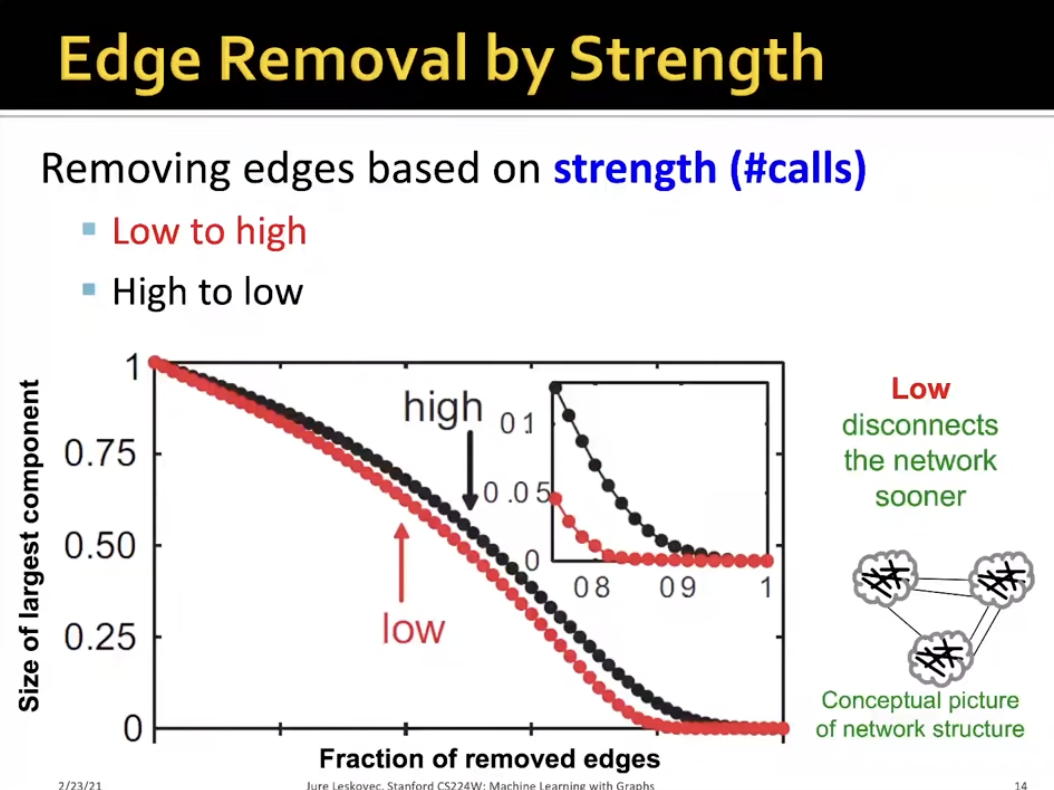 Edge Removal by Strength
Removing edges based on strength (#calls)
Low to high
High to low
Size of largest component
1
0.75
0.50
0.25
0
high
low
0 1
0.05
0
0 8
0 9
1
Fraction of removed edges
Low
disconnects
the network
sooner
Conceptual picture
of network structure
2/23/21
Jure Leskovec, Stanford CS224W: Machine Learning with Graphs
14